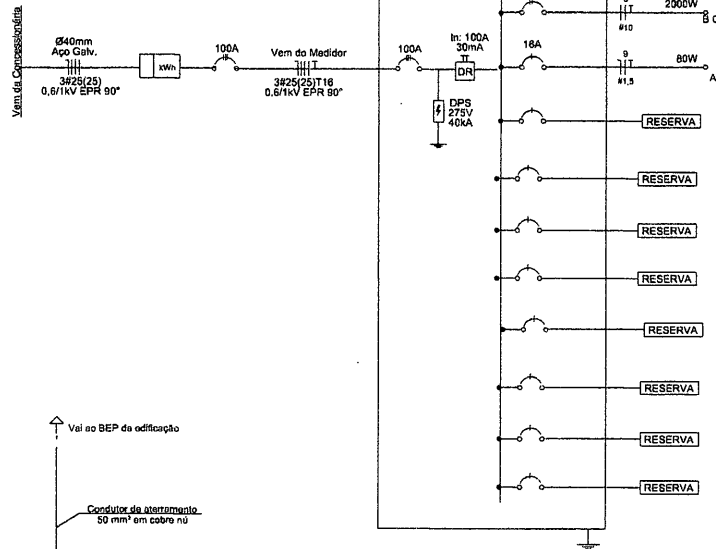 Vem da Concessionária
Ø40mm
Aço Galv.
3#25(25)
0,6/1kV EPR 90°
kWh
100A
Vem do Medidor
3#25(25)T16
0,6/1kV EPR 90°
100A
In: 100A
30mA
DR
DPS
275V
40kA
#10
2000W
B C
16A
9
#1,5
80W
A
RESERVA
RESERVA
RESERVA
RESERVA
RESERVA
RESERVA
RESERVA
RESERVA
Vai ao BEP da edificação
Condutor de aterramento
50 mm² em cobre nú